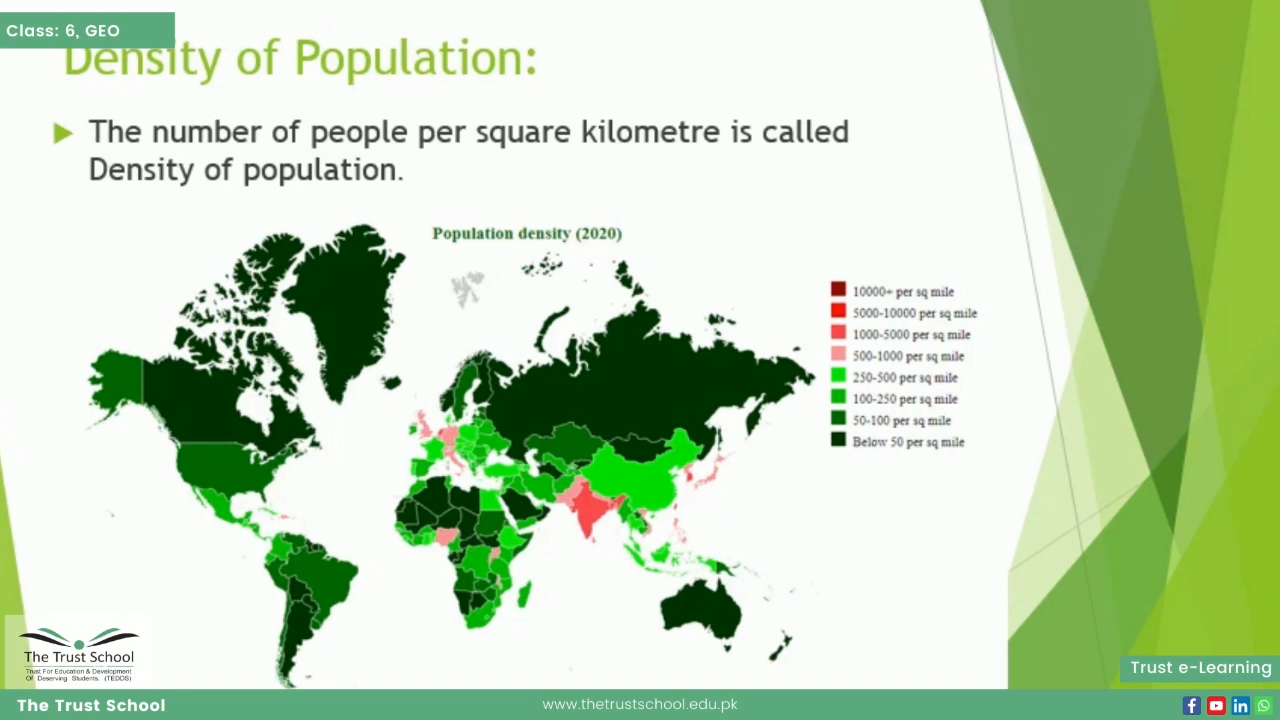 Class: 6, GEO
Density of Population:
The number of people per square kilometre is called
Density of population.
Population density (2020)
10000+ per sq mile
5000-10000 per sq mile
1000-5000 per sq mile
500-1000 per sq mile
250-500 per sq mile
100-250 per sq mile
50-100 per sq mile
Below 50 per sq mile
The Trust School
Trust For Education & Development
Of Deserving Students. (TEDDS)
Trust e-Learning
The Trust School
www.thetrustschool.edu.pk